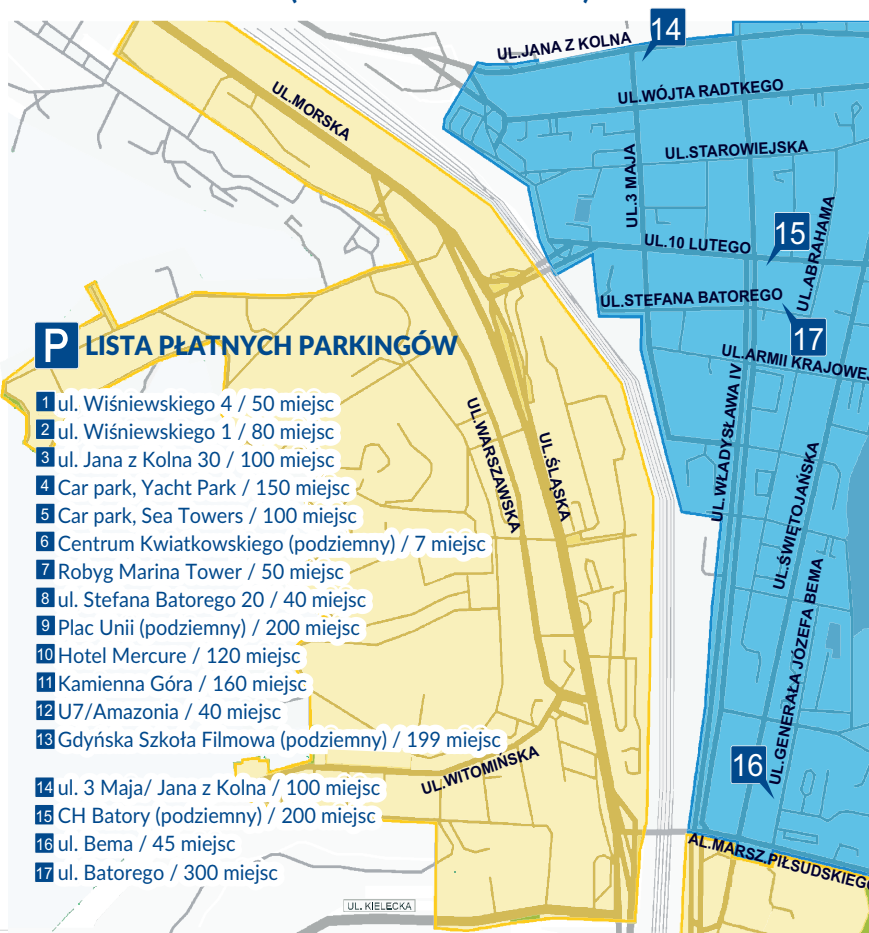 14
UL.JANA Z KOLNA
UL.MORSKA
UL.WÓJTA RADTKEGO
UL.STAROWIEJSKA
UL.3 MAJA
UL.ABRAHAMA
15
UL.10 LUTEGO
UL.STEFANA BATOREGO
17
UL.ARMII KRAJOWEJ
P LISTA PŁATNYCH PARKINGÓW
1 ul. Wiśniewskiego 4 / 50 miejsc
2 ul. Wiśniewskiego 1 / 80 miejsc
3 ul. Jana z Kolna 30 / 100 miejsc
4 Car park, Yacht Park / 150 miejsc
5 Car park, Sea Towers / 100 miejsc
6 Centrum Kwiatkowskiego (podziemny) / 7 miejsc
7 Robyg Marina Tower / 50 miejsc
8 ul. Stefana Batorego 20 / 40 miejsc
9 Plac Unii (podziemny) / 200 miejsc
10 Hotel Mercure / 120 miejsc
11 Kamienna Góra / 160 miejsc
12 U7/Amazonia / 40 miejsc
13 Gdyńska Szkoła Filmowa (podziemny) / 199 miejsc
14 ul. 3 Maja/ Jana z Kolna / 100 miejsc
15 CH Batory (podziemny) / 200 miejsc
16 ul. Bema / 45 miejsc
17 ul. Batorego / 300 miejsc
UL.WARSZAWSKA
UL.ŚLĄSKA
UL.WŁADYSŁAWA IV
UL.ŚWIĘTOJAŃSKA
UL.GENERAŁA JÓZEFA BEMA
16
UL.WITOMIŃSKA
AL.MARSZ.PIŁSUDSKIEGO
UL. KIELECKA